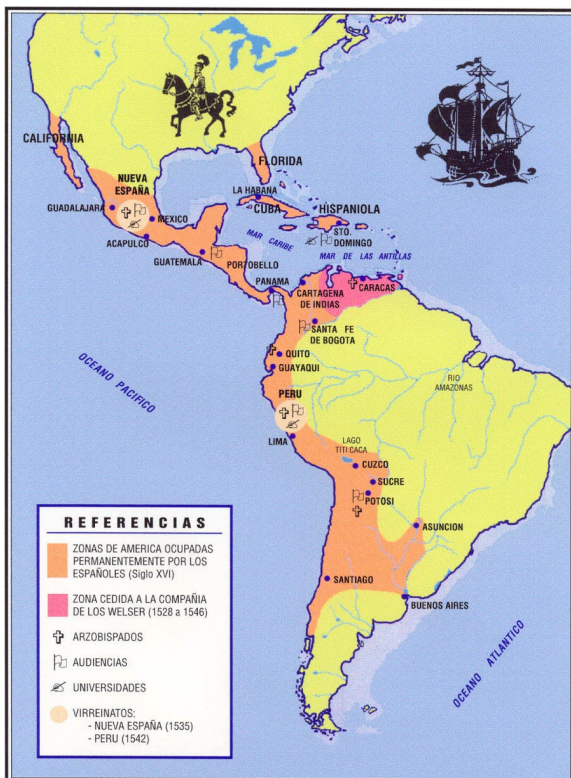 CALIFORNIA
FLORIDA
NUEVA
ESPAÑA
LA HABANA
CUBA
HISPANIOLA
GUADALAJARA
MEXICO
STO.
DOMINGO
ACAPULCO
MAR CARIBE
MAR DE LAS ANTILLAS
GUATEMALA
PORTOBELLO
PANAMA
CARTAGENA
DE INDIAS
CARACAS
SANTA FE
DE BOGOTA
OCEANO PACIFICO
QUITO
GUAYAQUI
RIO
AMAZONAS
PERU
LIMA
LAGO
TITI CACA
CUZCO
SUCRE
POTOSI
ASUNCION
SANTIAGO
BUENOS AIRES
OCEANO ATLANTICO
REFERENCIAS
ZONAS DE AMERICA OCUPADAS
PERMANENTEMENTE POR LOS
ESPAÑOLES (Siglo XVI)
ZONA CEDIDA A LA COMPAÑIA
DE LOS WELSER (1528 a 1546)
ARZOBISPADOS
AUDIENCIAS
UNIVERSIDADES
VIRREINATOS:
- NUEVA ESPAÑA (1535)
- PERU (1542)